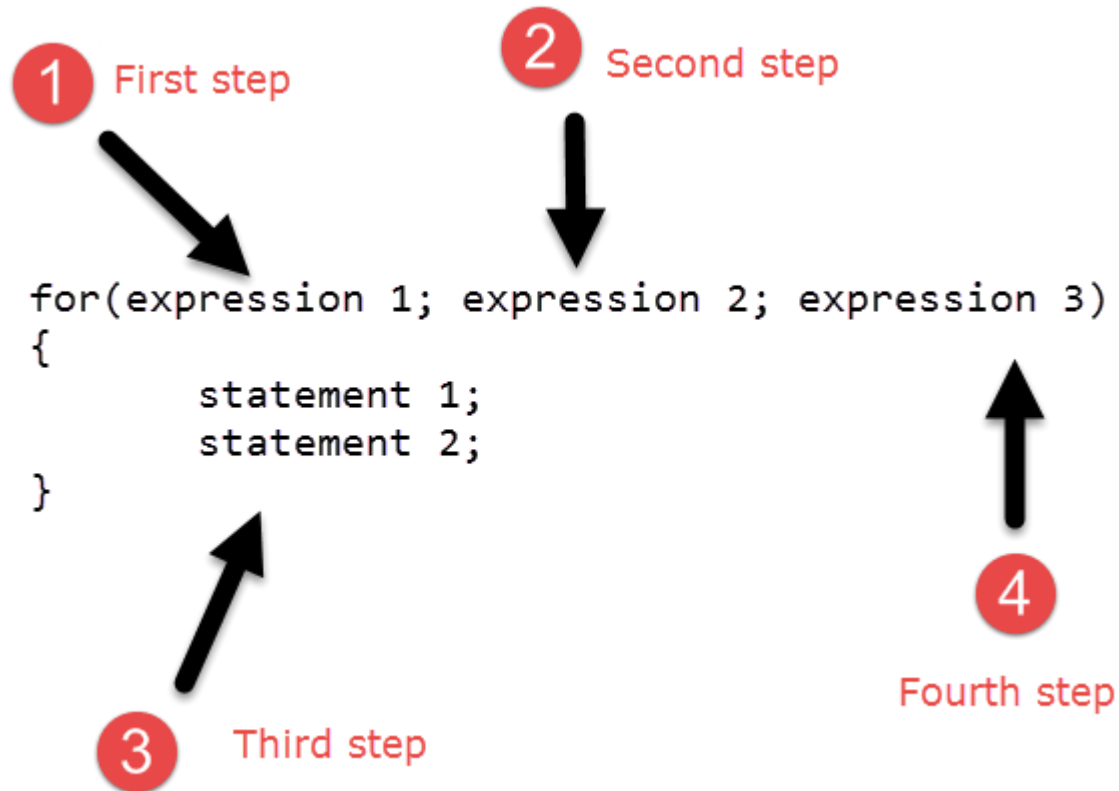 1 First step
2 Second step
for(expression 1; expression 2; expression 3)
{
statement 1;
statement 2;
}
4
Fourth step
3 Third step